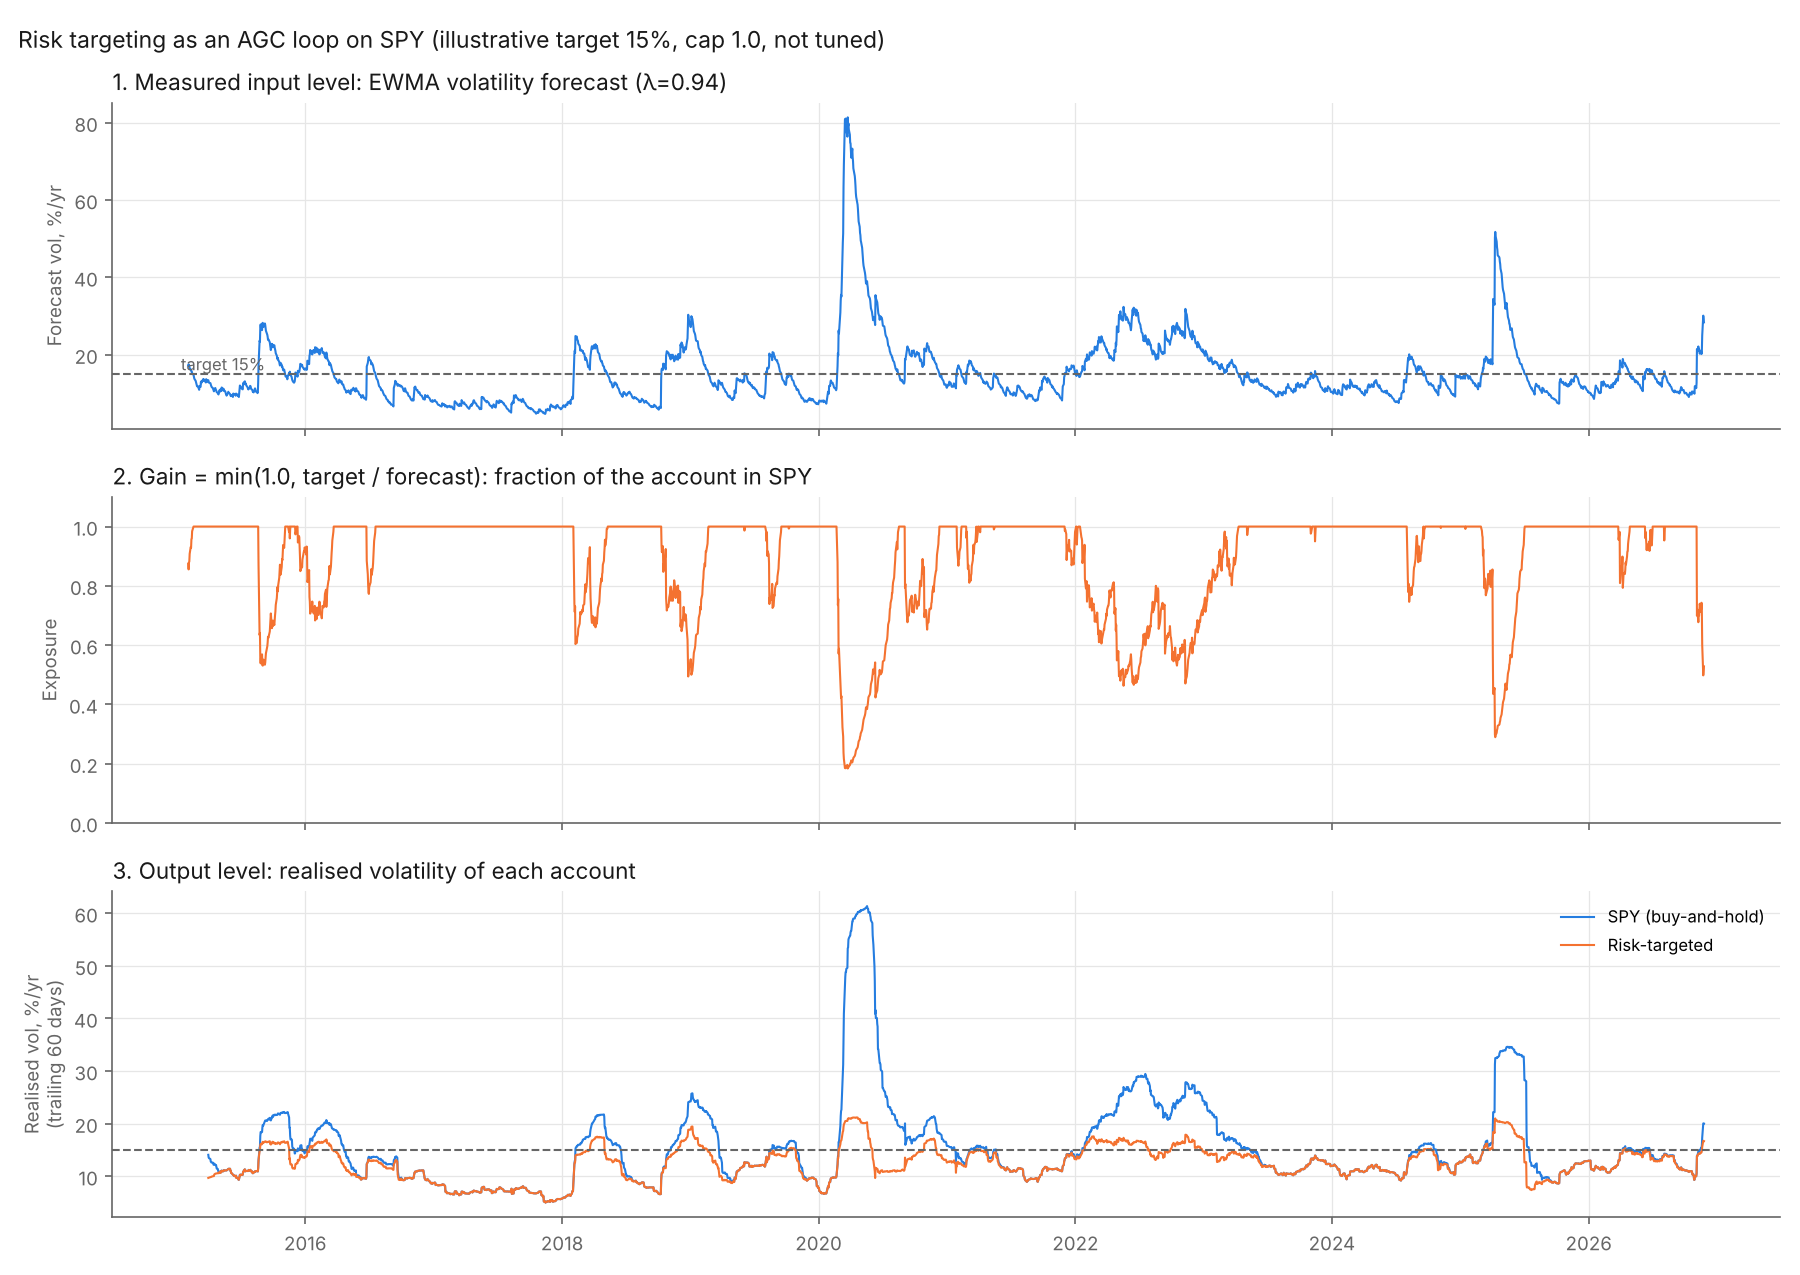 Risk targeting as an AGC loop on SPY (illustrative target 15%, cap 1.0, not tuned)
1. Measured input level: EWMA volatility forecast (λ=0.94)
Forecast vol, %/yr
80
60
40
20
target 15%
2. Gain = min(1.0, target / forecast): fraction of the account in SPY
Exposure
1.0
0.8
0.6
0.4
0.2
0.0
3. Output level: realised volatility of each account
Realised vol, %/yr
(trailing 60 days)
60
50
40
30
20
10
SPY (buy-and-hold)
Risk-targeted
2016
2018
2020
2022
2024
2026